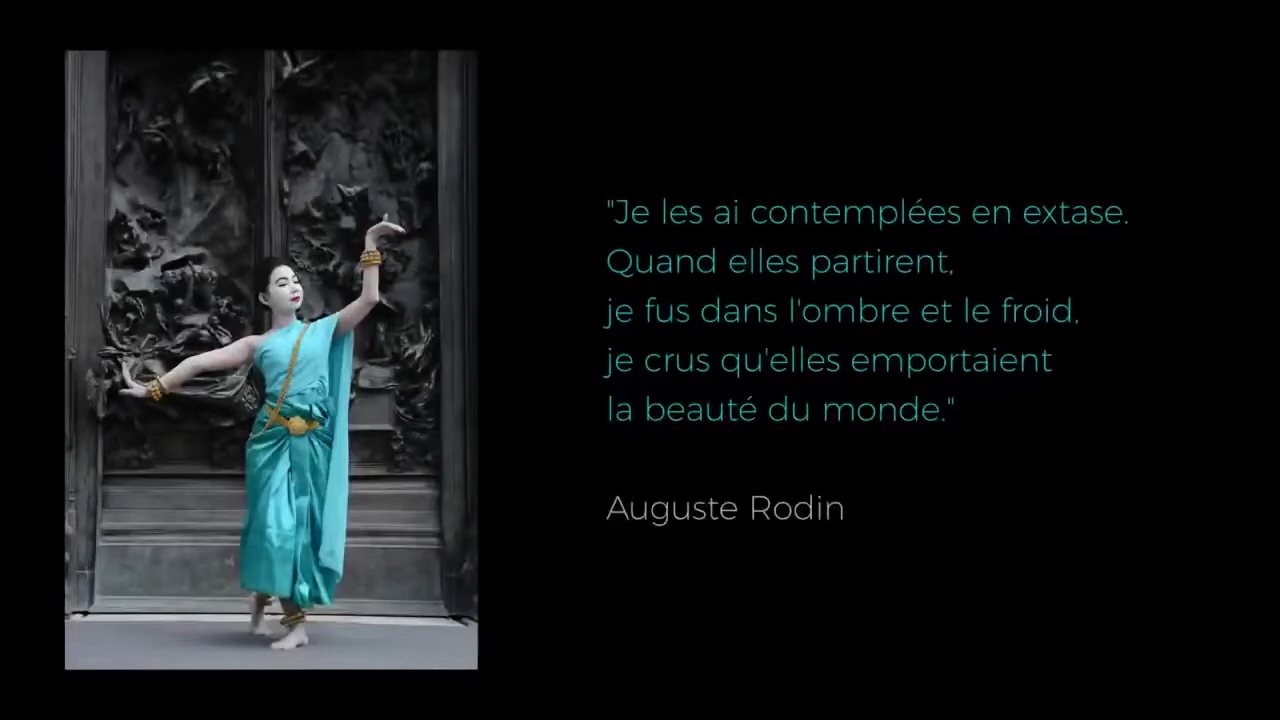 "Je les ai contemplées en extase.
Quand elles partirent,
je fus dans l'ombre et le froid,
je crus qu'elles emportaient
la beauté du monde."
Auguste Rodin